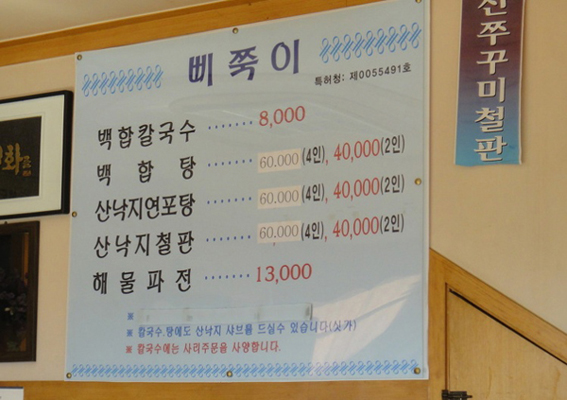 삐쭉이
특허청: 제0055491호
백합칼국수 ······· 8,000
백합탕 ······ 60.000(4인), 40,000(2인)
산낙지연포탕 ······ 60.000(4인), 40,000(2인)
산낙지철판 ······ 60.000(4인), 40,000(2인)
해물파전 ······· 13,000
※
※ 칼국수.탕에도 산낙지 샤브를 드실수 있습니다(싯가)
※ 칼국수에는 사리주문을 사양합니다.
쭈꾸미철판
화